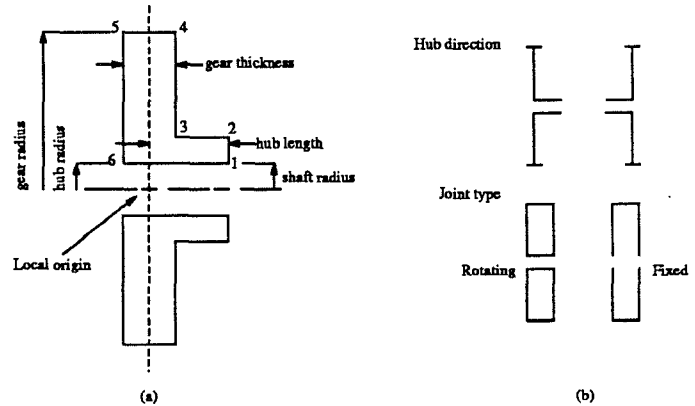 5
4
gear thickness
gear radius
hub radius
3
2
hub length
6
1
shaft radius
Local origin
(a)
Hub direction
Joint type
Rotating
Fixed
(b)